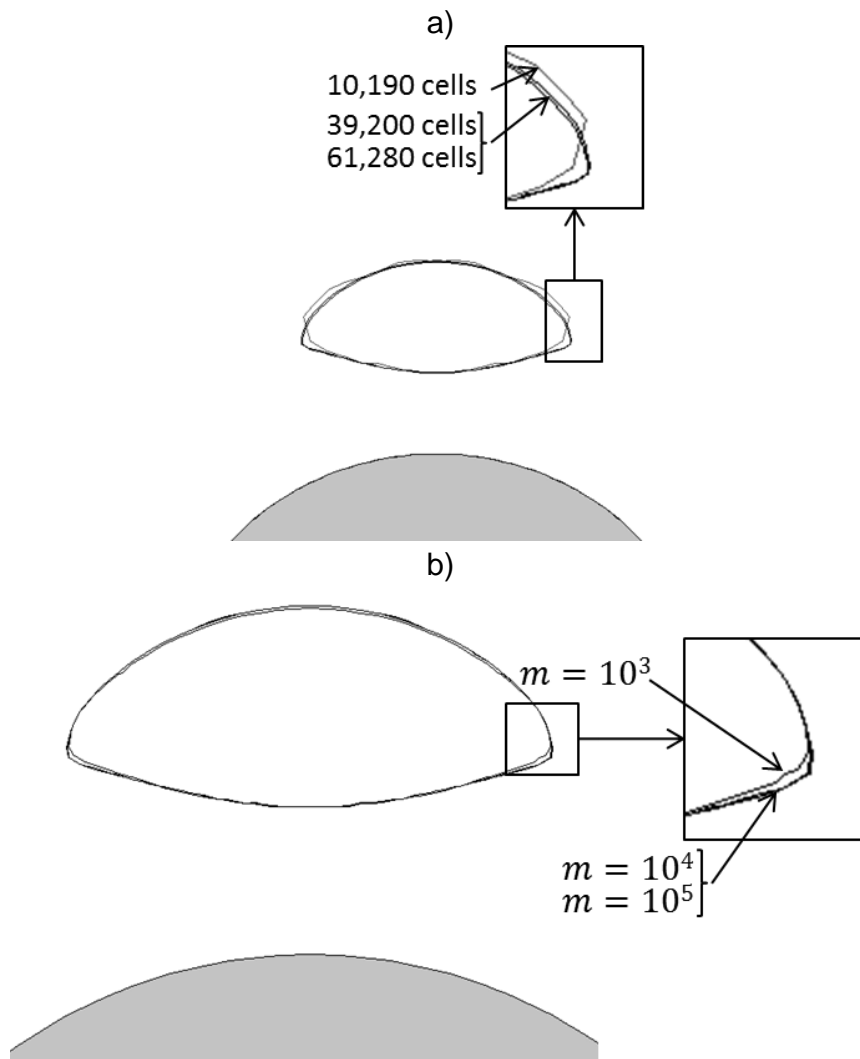 a)
10,190 cells
39,200 cells
61,280 cells
b)
m = 10³
m = 10⁴
m = 10⁵